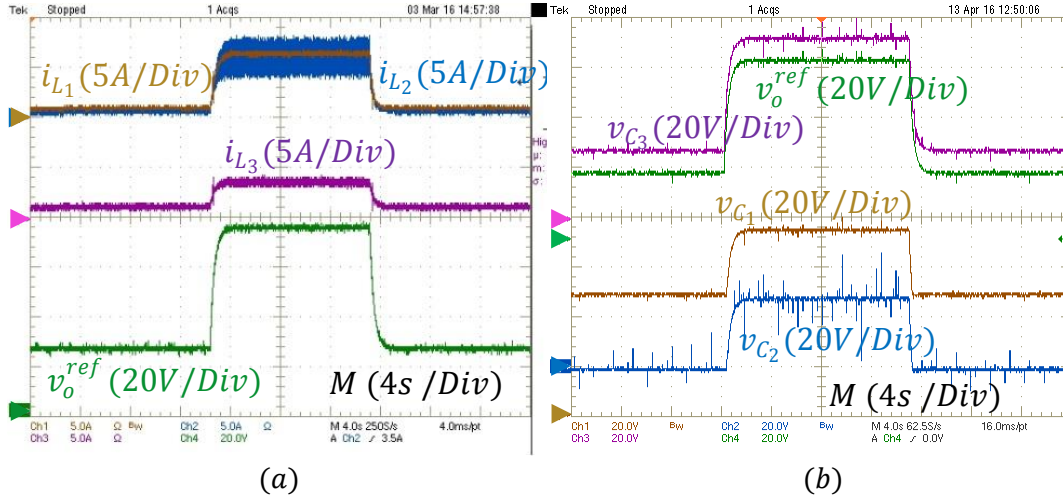 Tek Stopped 1 Acqs 03 Mar 16 14:57:38
i_{L_1} (5A/Div) i_{L_2} (5A/Div)
i_{L_3} (5A/Div)
v_o^{ref} (20V/Div) M (4s /Div)
Ch1 5.0A Ω Bw Ch2 5.0A Ω M 4.0s 250S/s 4.0ms/pt
Ch3 5.0A Ω Ch4 20.0V A Ch2 ∕ 3.5A
Hig
μ:
m:
σ:
(a)
Tek Stopped 1 Acqs 13 Apr 16 12:50:06
v_o^{ref} (20V/Div)
v_{C_3} (20V/Div)
v_{C_1} (20V/Div)
v_{C_2} (20V/Div)
M (4s /Div)
Ch1 20.0V Bw Ch2 20.0V Bw M 4.0s 62.5S/s 16.0ms/pt
Ch3 20.0V Ch4 20.0V A Ch4 ∕ 0.0V
(b)